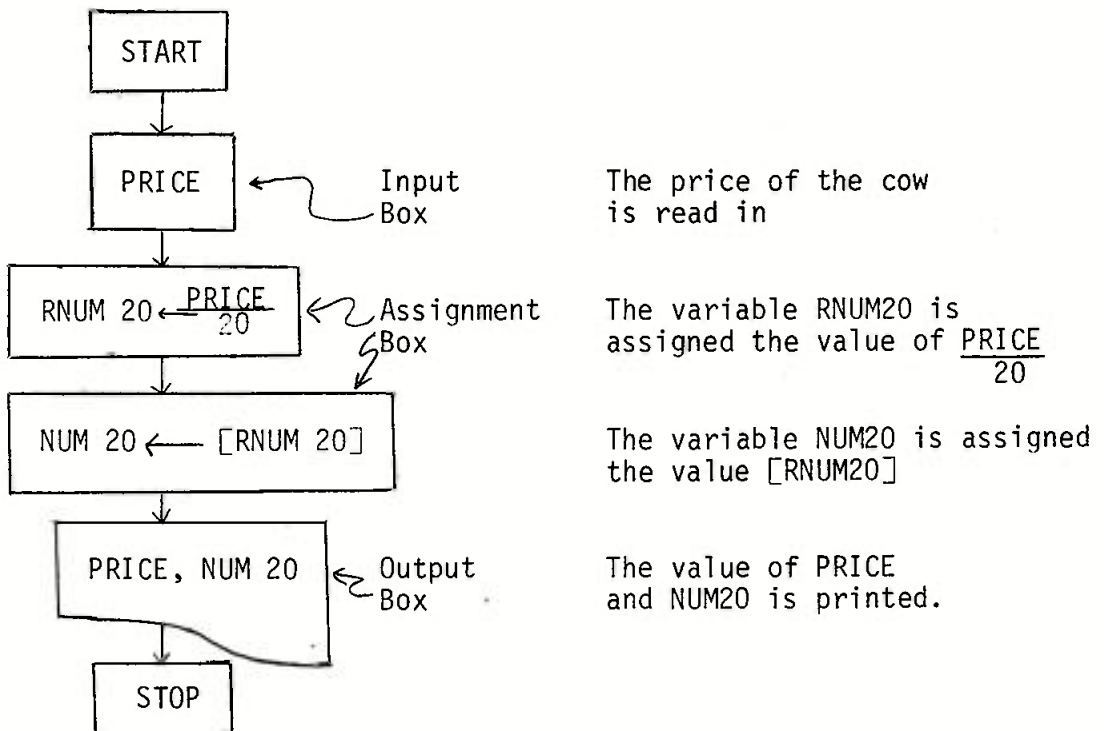 START
PRICE
Input
Box
The price of the cow
is read in
RNUM 20 ← PRICE
20
Assignment
Box
The variable RNUM20 is
assigned the value of PRICE
20
NUM 20 ← [RNUM 20]
The variable NUM20 is assigned
the value [RNUM20]
PRICE, NUM 20
Output
Box
The value of PRICE
and NUM20 is printed.
STOP